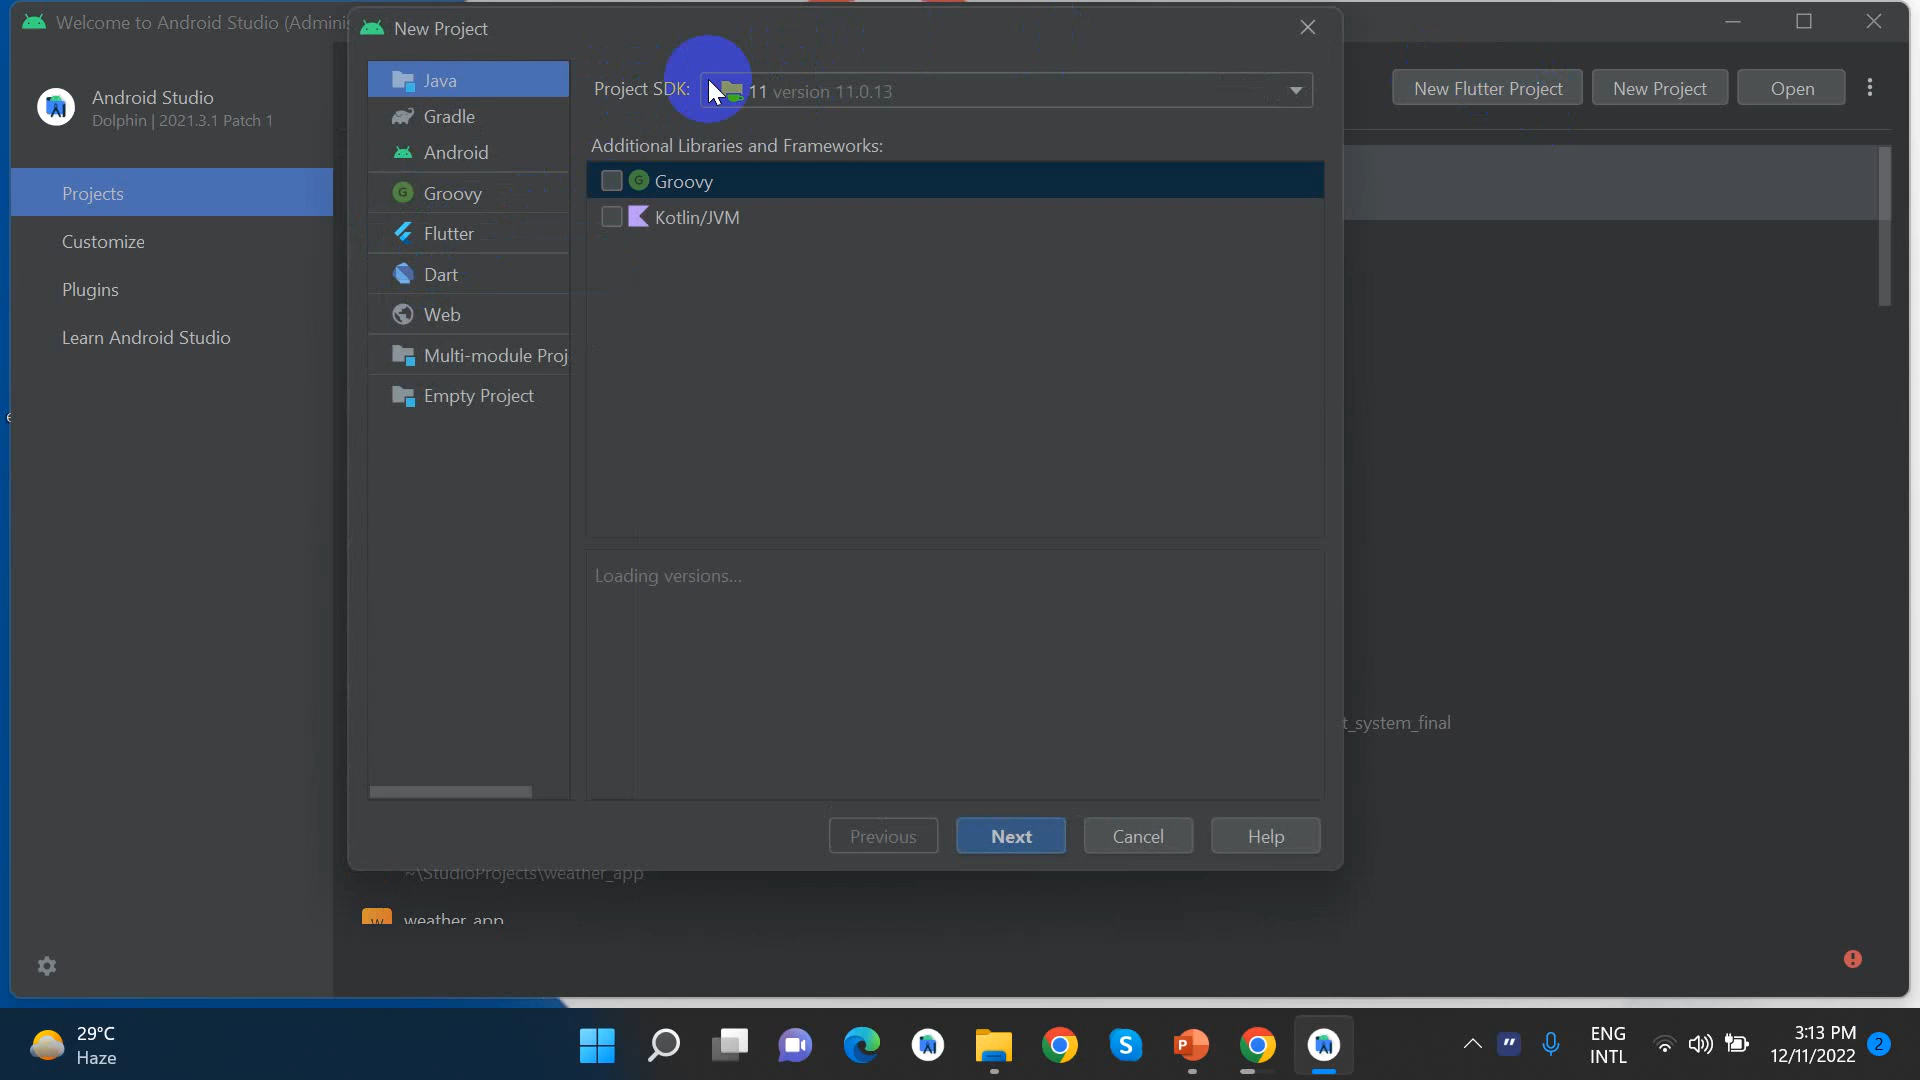 Welcome to Android Studio (Adminis
New Project
Android Studio
Dolphin | 2021.3.1 Patch 1
Projects
Customize
Plugins
Learn Android Studio
Java
Gradle
Android
Groovy
Flutter
Dart
Web
Multi-module Proj
Empty Project
Project SDK: 11 version 11.0.13
Additional Libraries and Frameworks:
Groovy
Kotlin/JVM
Loading versions...
Previous
Next
Cancel
Help
New Flutter Project
New Project
Open
t_system_final
~\StudioProjects\weather_app
weather_app
29°C
Haze
ENG
INTL
3:13 PM
12/11/2022
2